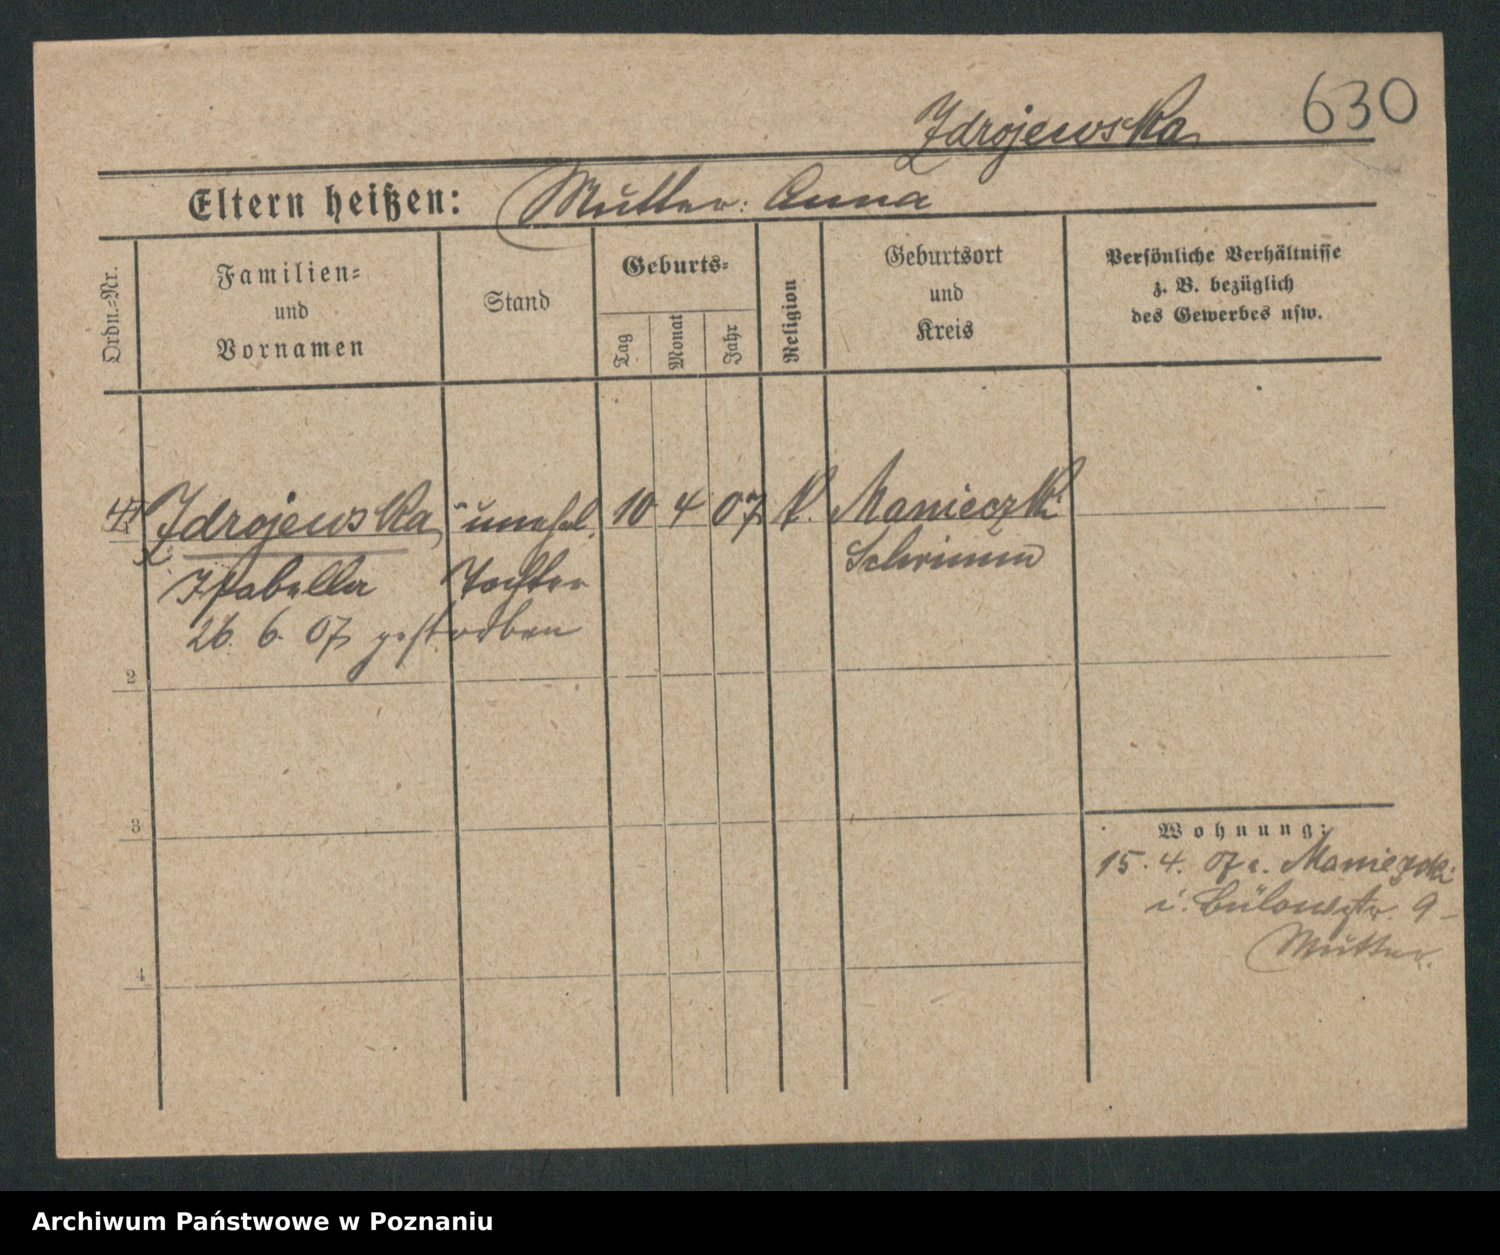 Zdrojewska 630
Eltern heißen: Mutter: Anna
Ordn.=Nr.
Familien=
und
Vornamen
Stand
Geburts=
Tag
Monat
Jahr
Religion
Geburtsort
und
Kreis
Persönliche Verhältnisse
z. B. bezüglich
des Gewerbes usw.
Zdrojewska unehel. 10 4 07 k. Manieczki
Schrimm
Isabella Tochter
26. 6. 07 gestorben
2
3
4
Wohnung:
15. 4. 07 Manieczki
i. Bülowstr. 9
Mutter.
Archiwum Państwowe w Poznaniu